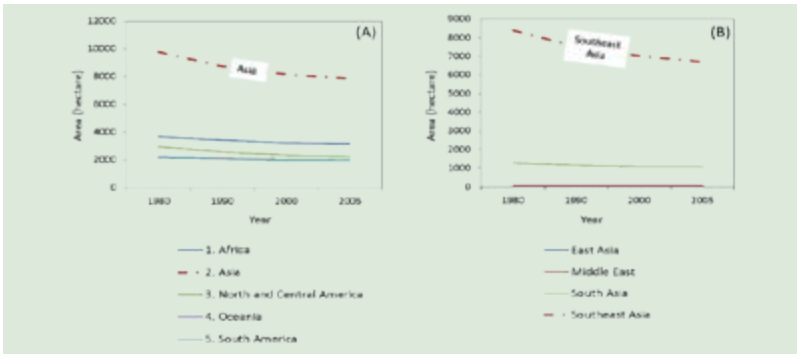 (A)
12000
10000
8000
6000
4000
2000
0
Area (hectare)
Asia
1980 1990 2000 2005
Year
1. Africa
2. Asia
3. North and Central America
4. Oceania
5. South America
(B)
9000
8000
7000
6000
5000
4000
3000
2000
1000
0
Area (hectare)
Southeast
Asia
1980 1990 2000 2005
Year
East Asia
Middle East
South Asia
Southeast Asia